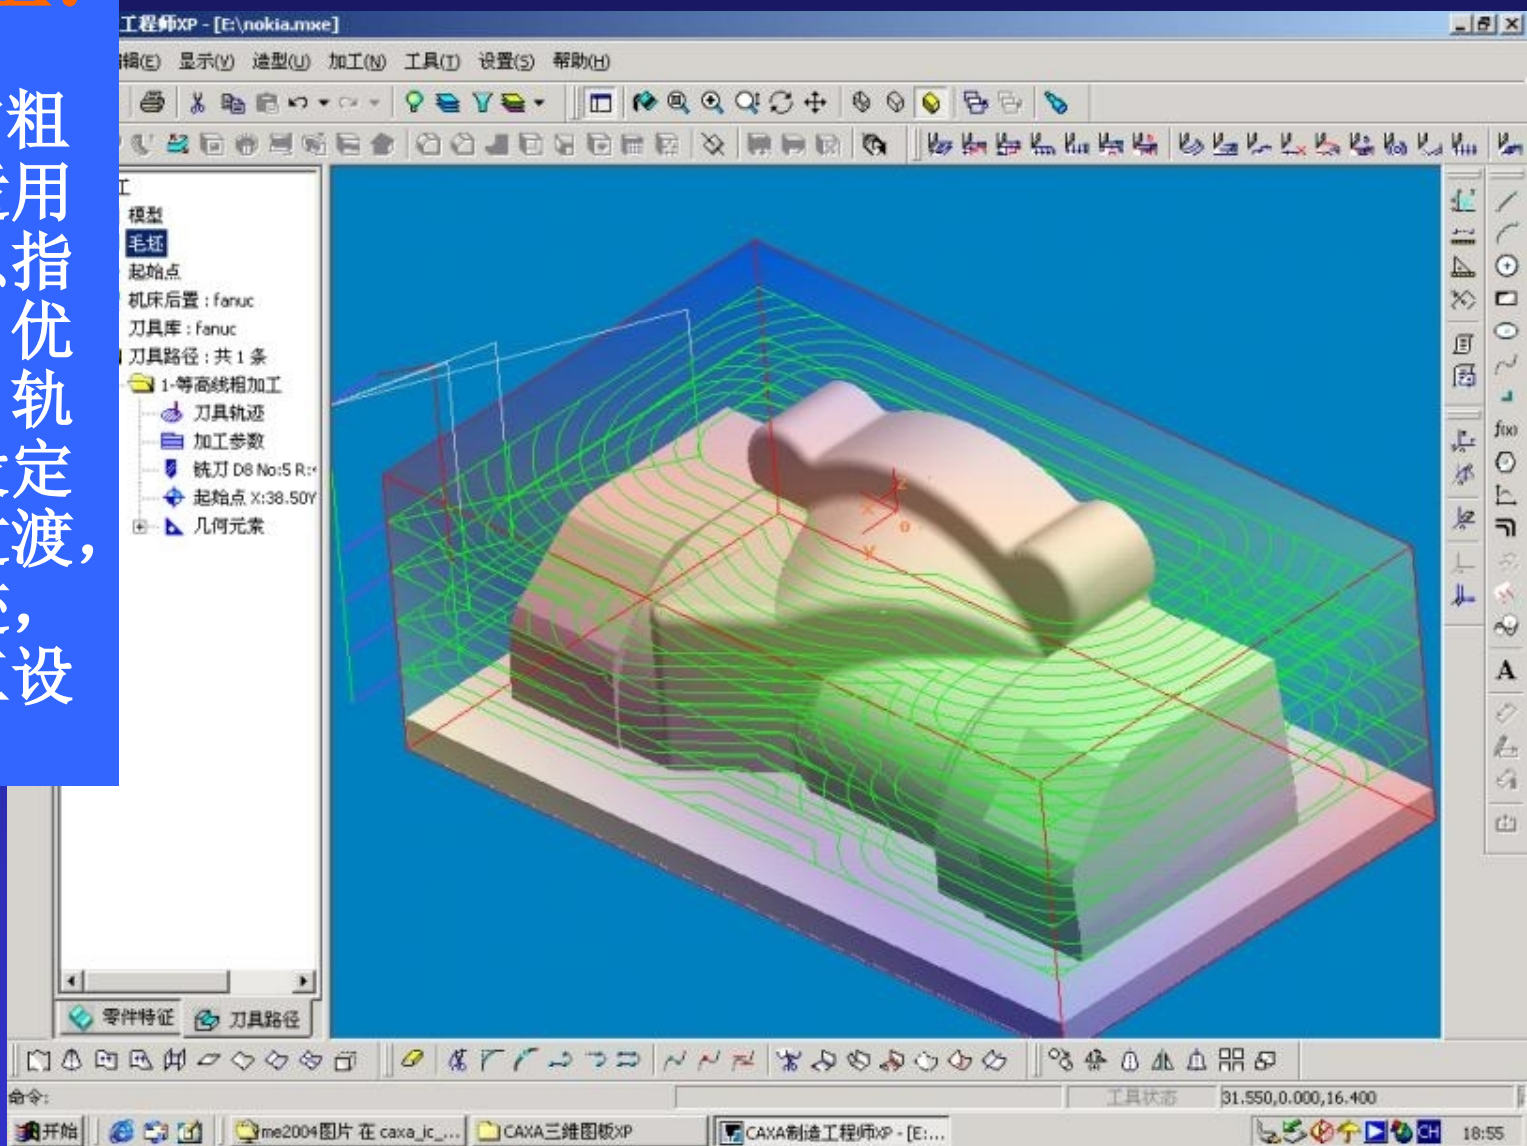 工程师XP - [E:\nokia.mxe]
辑(E) 显示(V) 造型(U) 加工(N) 工具(T) 设置(S) 帮助(H)
粗
用
指
优
轨
定
渡，
，
设
模型
毛坯
起始点
机床后置 : fanuc
刀具库 : fanuc
刀具路径 : 共 1 条
1-等高线粗加工
刀具轨迹
加工参数
铣刀 D8 No:5 R:
起始点 X:38.50Y
几何元素
零件特征 刀具路径
Z
X
Y
f(x)
A
命令:
工具状态 31.550,0.000,16.400
开始 me2004图片 在 caxa_jc_... CAXA三维图板XP CAXA制造工程师XP - [E:... CH 18:55